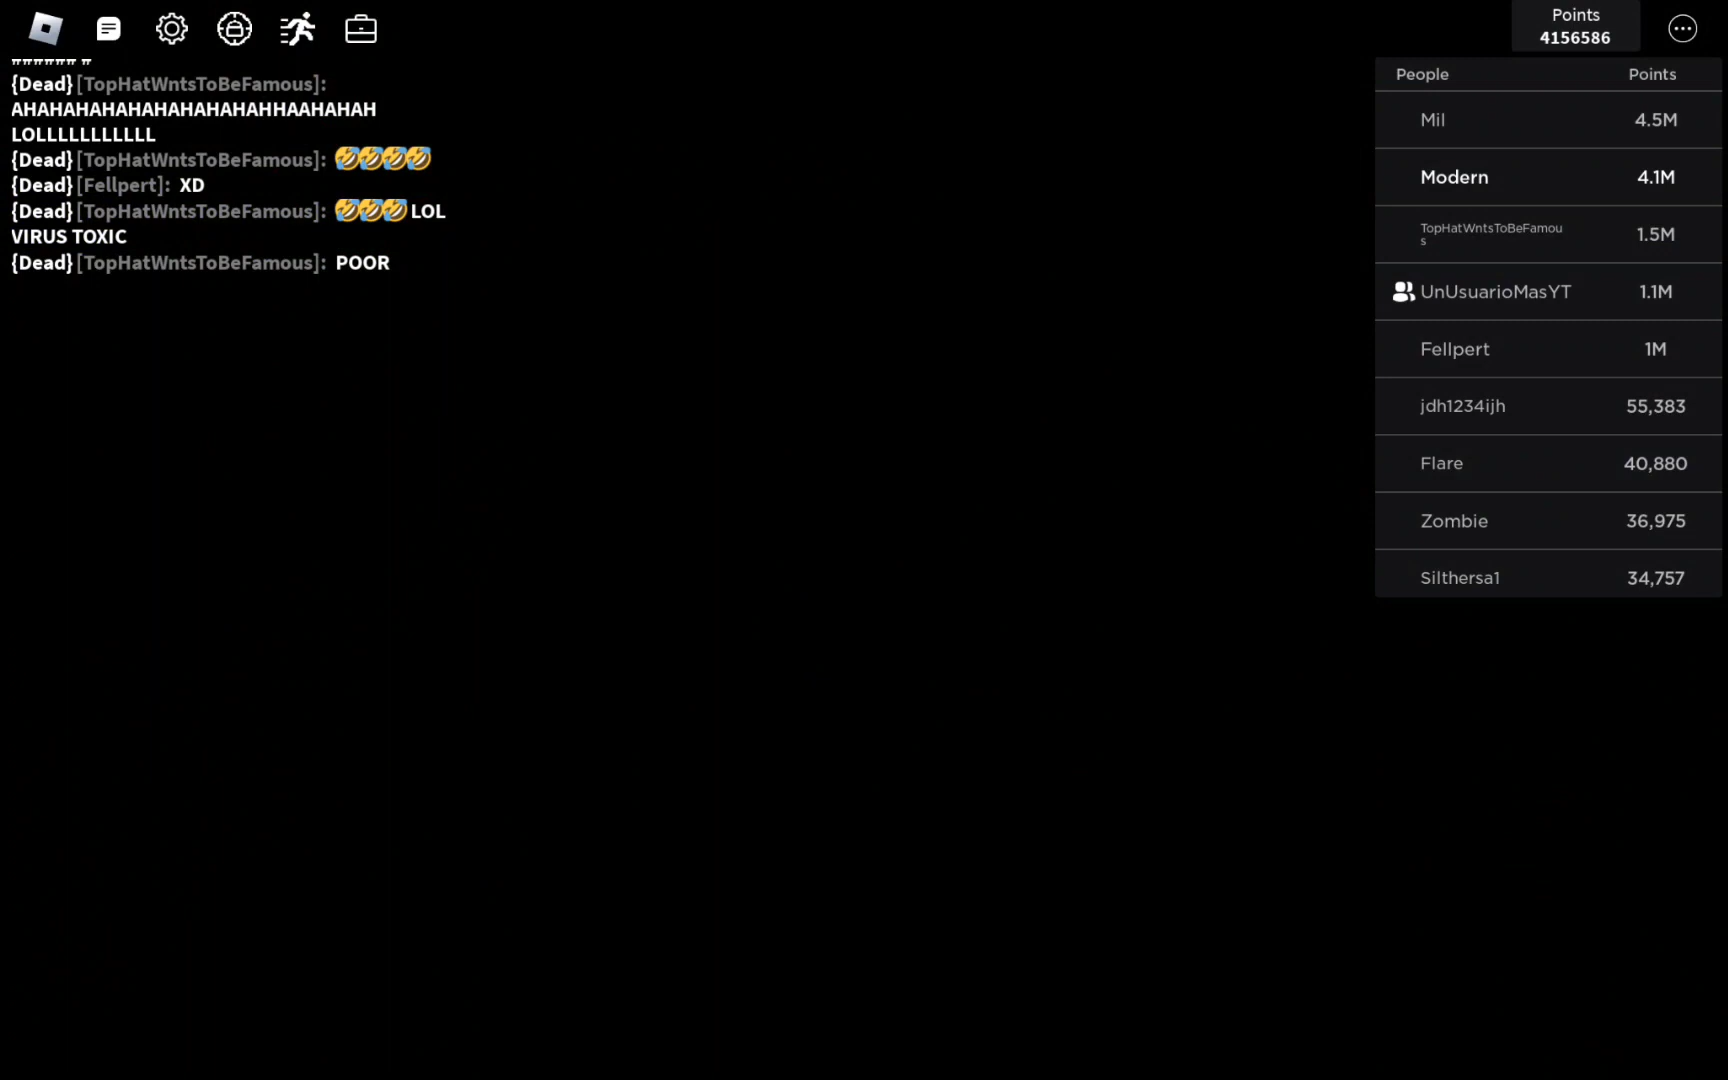 Points
4156586
{Dead} [TopHatWntsToBeFamous]:
AHAHAHAHAHAHAHAHAHAHHAAHAHAH
LOLLLLLLLLLLL
{Dead} [TopHatWntsToBeFamous]: 🤣🤣🤣🤣
{Dead} [Fellpert]: XD
{Dead} [TopHatWntsToBeFamous]: 🤣🤣🤣 LOL
VIRUS TOXIC
{Dead} [TopHatWntsToBeFamous]: POOR
People Points
Mil 4.5M
Modern 4.1M
TopHatWntsToBeFamou
s 1.5M
UnUsuarioMasYT 1.1M
Fellpert 1M
jdh1234ijh 55,383
Flare 40,880
Zombie 36,975
Silthersa1 34,757